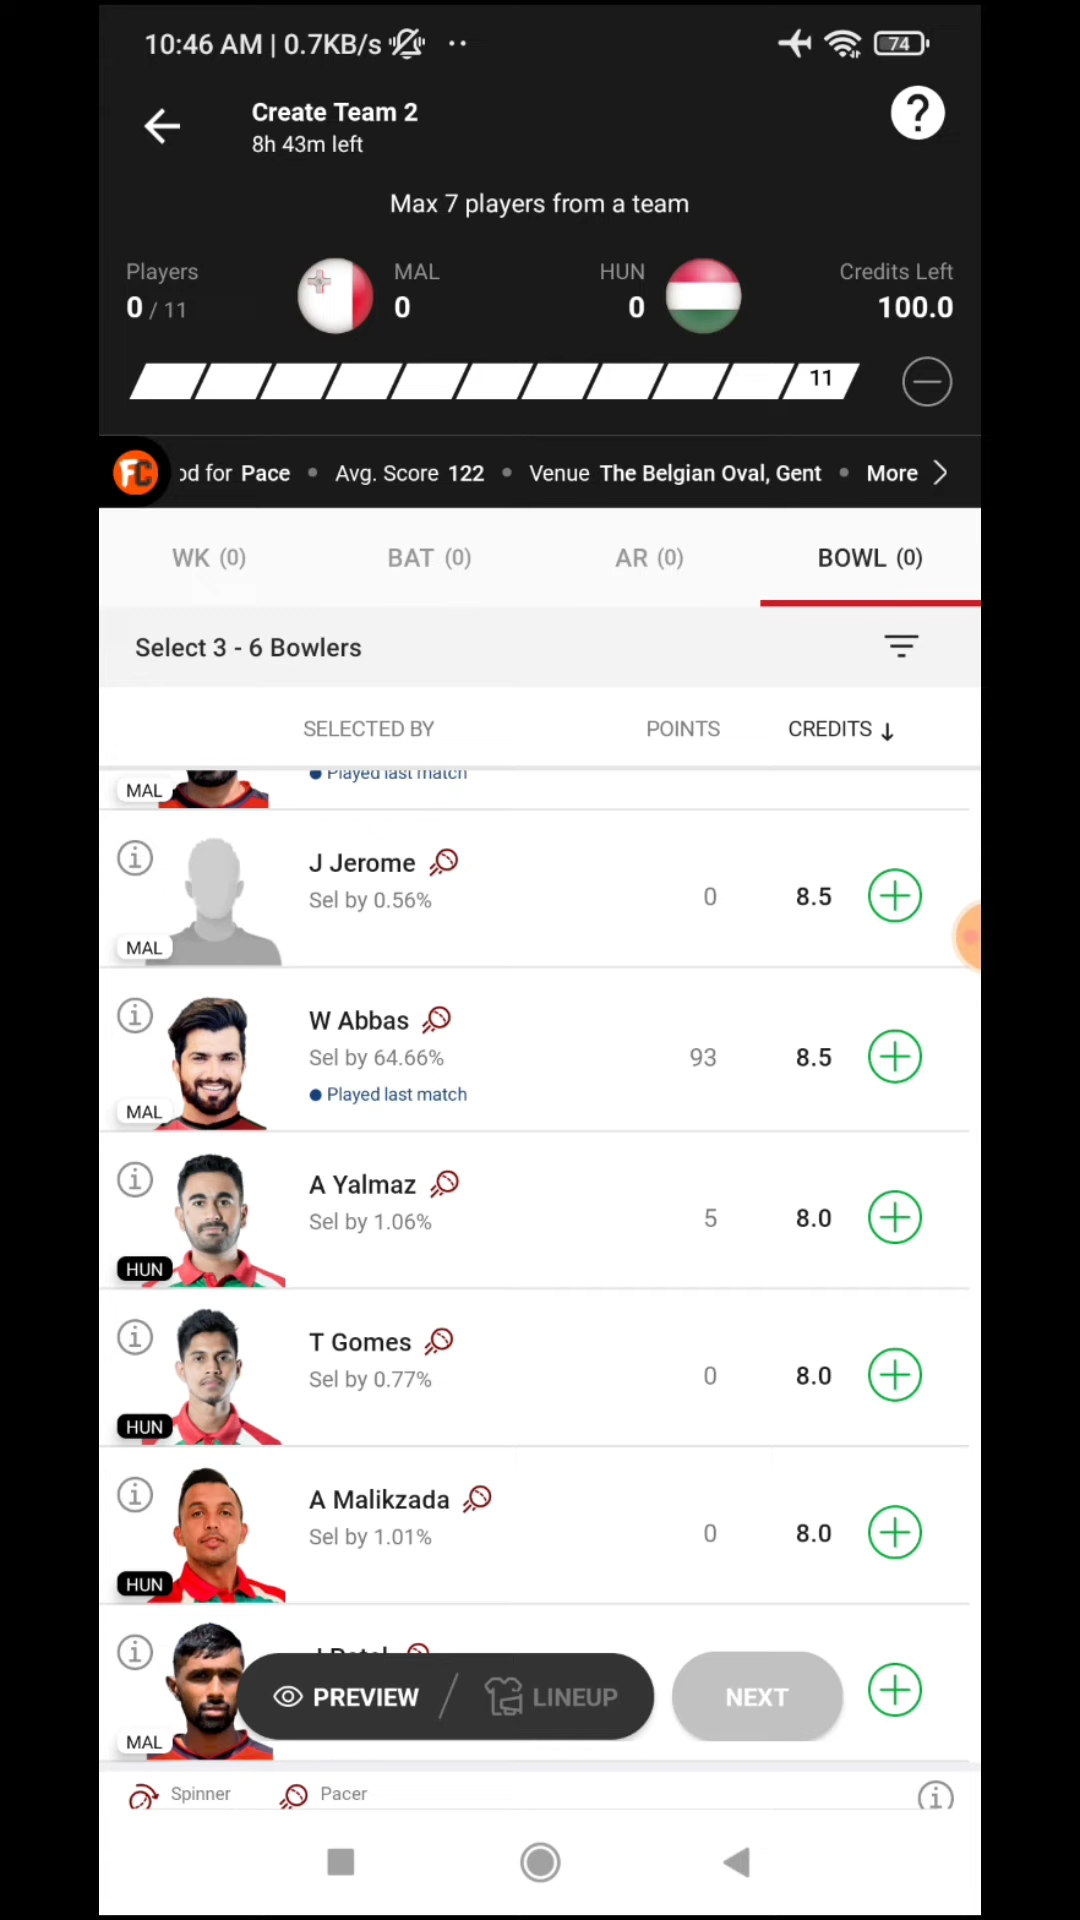 10:46 AM | 0.7KB/s
74
Create Team 2
8h 43m left
?
Max 7 players from a team
Players
0 / 11
MAL
0
HUN
0
Credits Left
100.0
11
FC
for Pace • Avg. Score 122 • Venue The Belgian Oval, Gent • More
WK (0)
BAT (0)
AR (0)
BOWL (0)
Select 3 - 6 Bowlers
SELECTED BY
POINTS
CREDITS ↓
MAL
Played last match
J Jerome
Sel by 0.56%
0
8.5
MAL
W Abbas
Sel by 64.66%
93
8.5
Played last match
MAL
A Yalmaz
Sel by 1.06%
5
8.0
HUN
T Gomes
Sel by 0.77%
0
8.0
HUN
A Malikzada
Sel by 1.01%
0
8.0
HUN
MAL
PREVIEW
LINEUP
NEXT
Spinner
Pacer